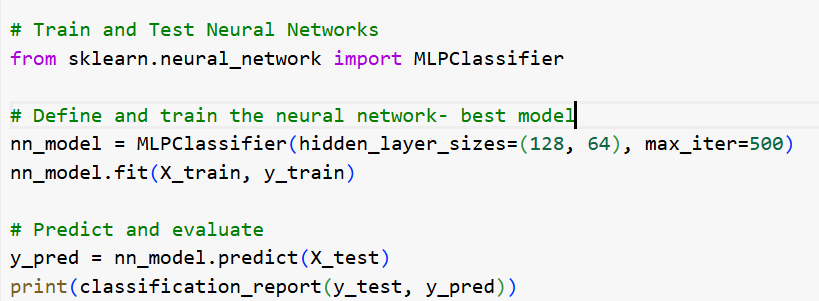 # Train and Test Neural Networks
from sklearn.neural_network import MLPClassifier
# Define and train the neural network- best model
nn_model = MLPClassifier(hidden_layer_sizes=(128, 64), max_iter=500)
nn_model.fit(X_train, y_train)
# Predict and evaluate
y_pred = nn_model.predict(X_test)
print(classification_report(y_test, y_pred))